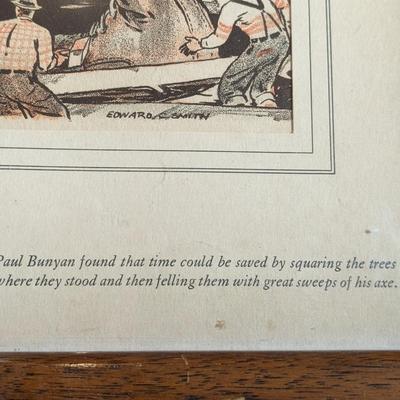 EDWARD C. SMITH
Paul Bunyan found that time could be saved by squaring the trees
where they stood and then felling them with great sweeps of his axe.